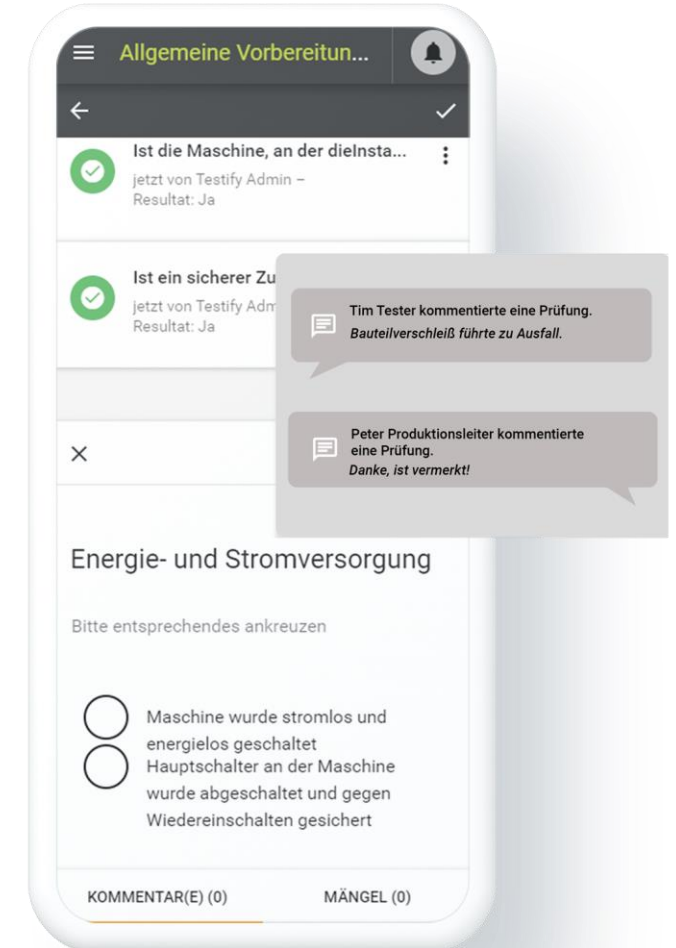 Allgemeine Vorbereitun...
Ist die Maschine, an der dieInsta...
jetzt von Testify Admin –
Resultat: Ja
Ist ein sicherer Zu
jetzt von Testify Adm
Resultat: Ja
Tim Tester kommentierte eine Prüfung.
Bauteilverschleiß führte zu Ausfall.
Peter Produktionsleiter kommentierte
eine Prüfung.
Danke, ist vermerkt!
Energie- und Stromversorgung
Bitte entsprechendes ankreuzen
Maschine wurde stromlos und
energielos geschaltet
Hauptschalter an der Maschine
wurde abgeschaltet und gegen
Wiedereinschalten gesichert
KOMMENTAR(E) (0)
MÄNGEL (0)